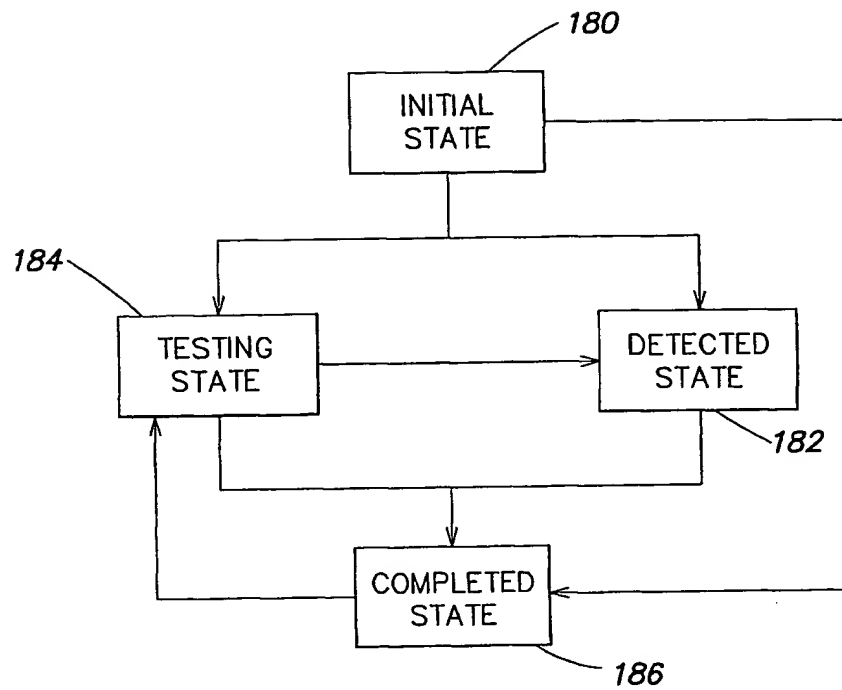 180
INITIAL
STATE
184
TESTING
STATE
DETECTED
STATE
182
COMPLETED
STATE
186